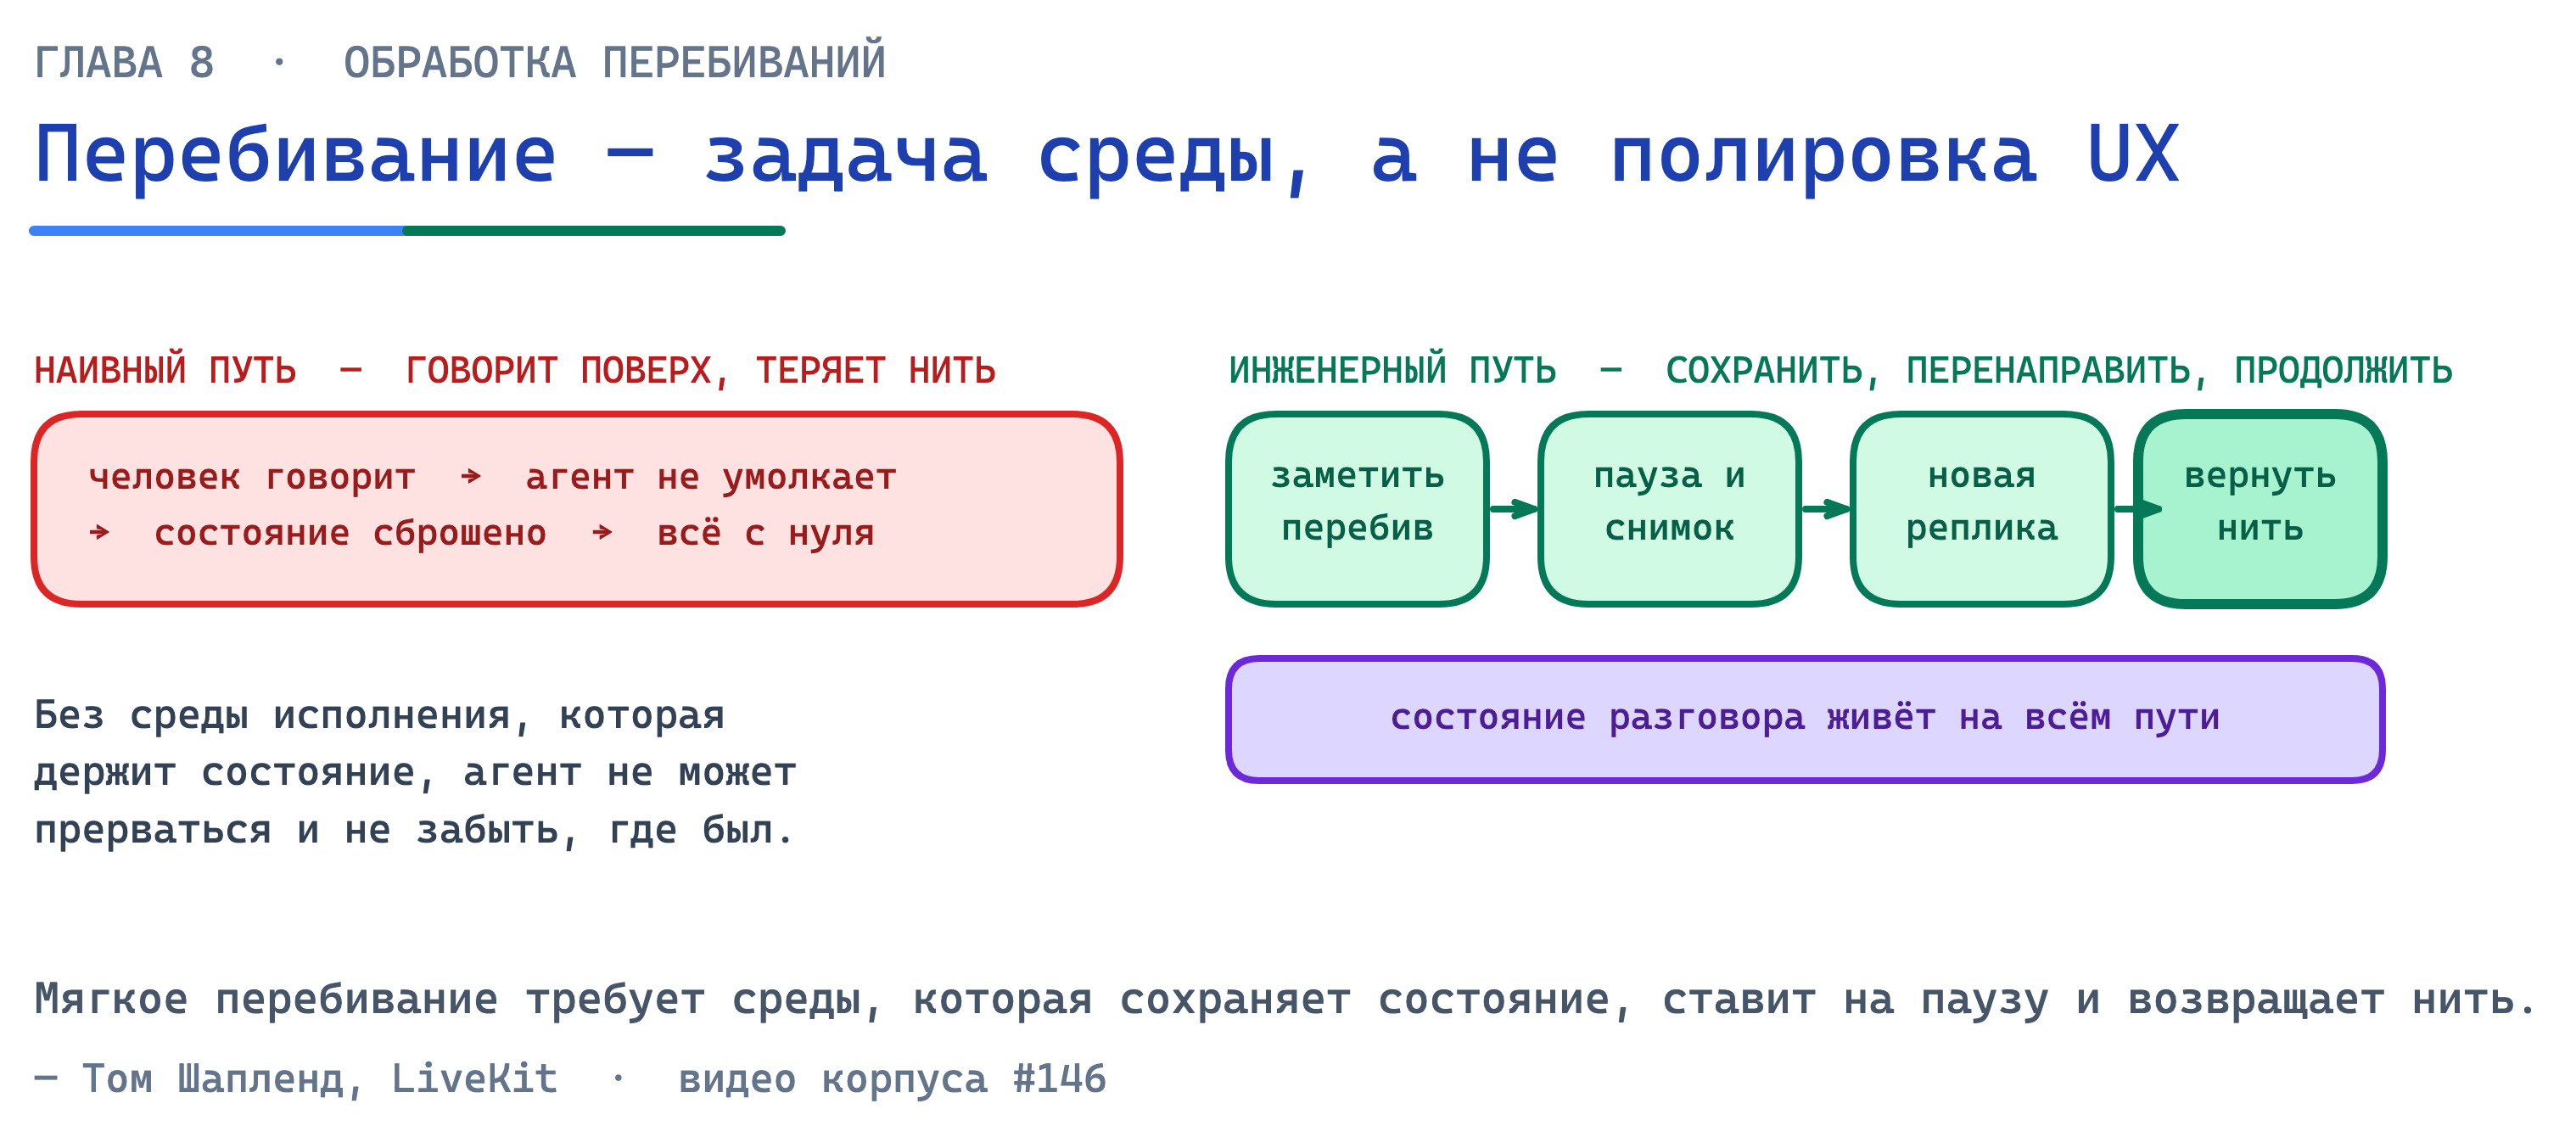 ГЛАВА 8 · ОБРАБОТКА ПЕРЕБИВАНИЙ
Перебивание — задача среды, а не полировка UX
НАИВНЫЙ ПУТЬ — ГОВОРИТ ПОВЕРХ, ТЕРЯЕТ НИТЬ
человек говорит → агент не умолкает
→ состояние сброшено → всё с нуля
Без среды исполнения, которая
держит состояние, агент не может
прерваться и не забыть, где был.
ИНЖЕНЕРНЫЙ ПУТЬ — СОХРАНИТЬ, ПЕРЕНАПРАВИТЬ, ПРОДОЛЖИТЬ
заметить
перебив
пауза и
снимок
новая
реплика
вернуть
нить
состояние разговора живёт на всём пути
Мягкое перебивание требует среды, которая сохраняет состояние, ставит на паузу и возвращает нить.
— Том Шапленд, LiveKit · видео корпуса #146